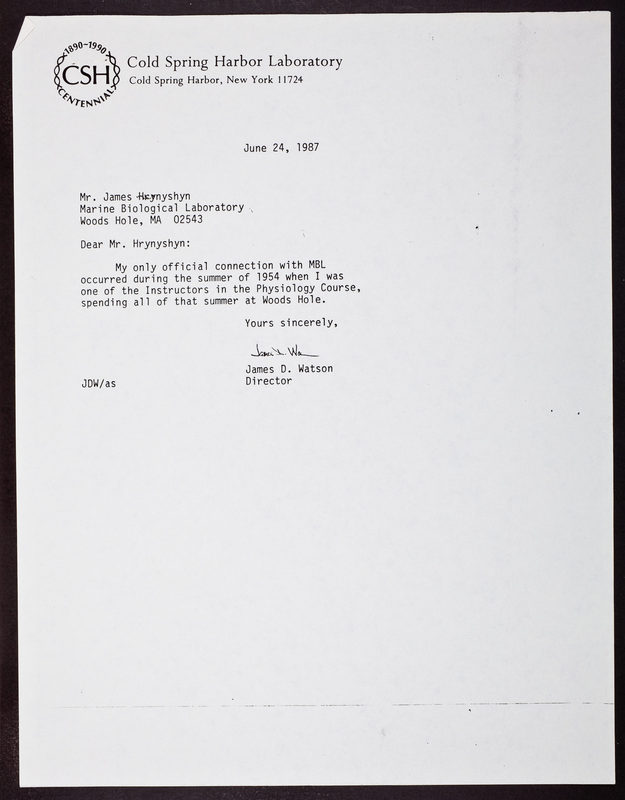 1890-1990
CSH
CENTENNIAL
Cold Spring Harbor Laboratory
Cold Spring Harbor, New York 11724
June 24, 1987
Mr. James Hrynyshyn
Marine Biological Laboratory
Woods Hole, MA 02543
Dear Mr. Hrynyshyn:
My only official connection with MBL
occurred during the summer of 1954 when I was
one of the Instructors in the Physiology Course,
spending all of that summer at Woods Hole.
Yours sincerely,
James D. Watson
JDW/as Director